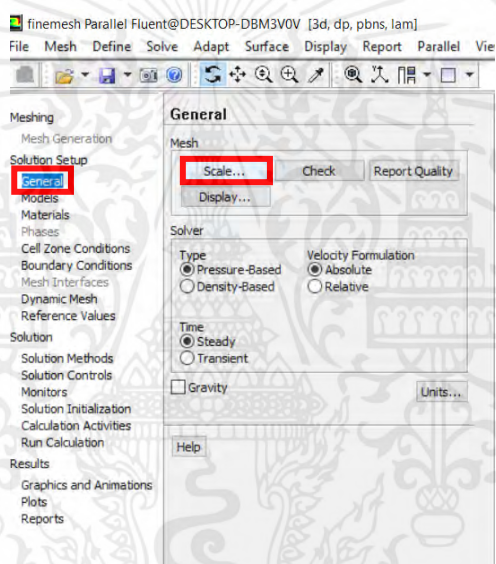 finemesh Parallel Fluent@DESKTOP-DBM3V0V [3d, dp, pbns, lam]
File Mesh Define Solve Adapt Surface Display Report Parallel Vie
Meshing
Mesh Generation
Solution Setup
General
Models
Materials
Phases
Cell Zone Conditions
Boundary Conditions
Mesh Interfaces
Dynamic Mesh
Reference Values
Solution
Solution Methods
Solution Controls
Monitors
Solution Initialization
Calculation Activities
Run Calculation
Results
Graphics and Animations
Plots
Reports
General
Mesh
Scale... Check Report Quality
Display...
Solver
Type Velocity Formulation
Pressure-Based Absolute
Density-Based Relative
Time
Steady
Transient
Gravity Units...
Help